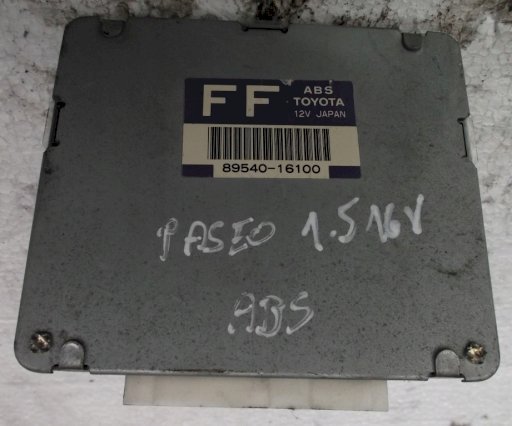 FF
ABS
TOYOTA
12V JAPAN
89540-16100
PASEO 1.5 16V
ABS